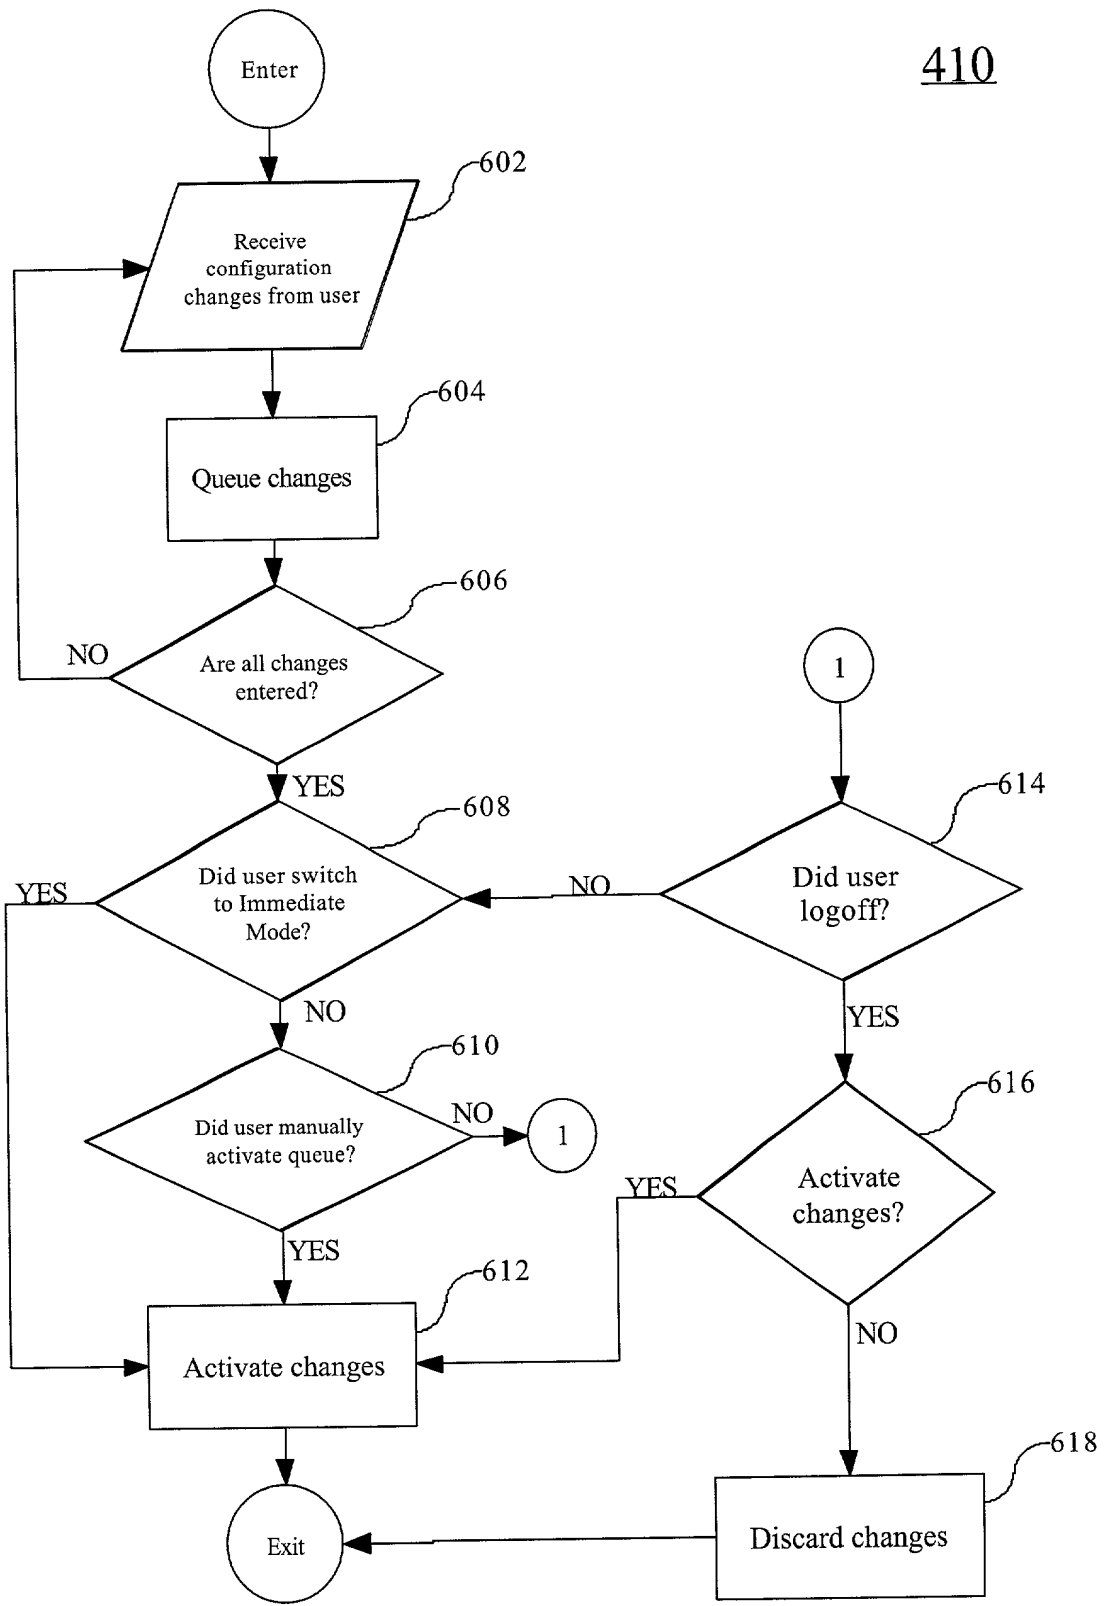 Enter
410
602
Receive
configuration
changes from user
604
Queue changes
606
NO
Are all changes
entered?
1
YES
614
608
YES
Did user switch
to Immediate
Mode?
NO
Did user
logoff?
NO
YES
610
616
NO
Did user manually
activate queue?
1
YES
Activate
changes?
YES
612
NO
Activate changes
618
Exit
Discard changes